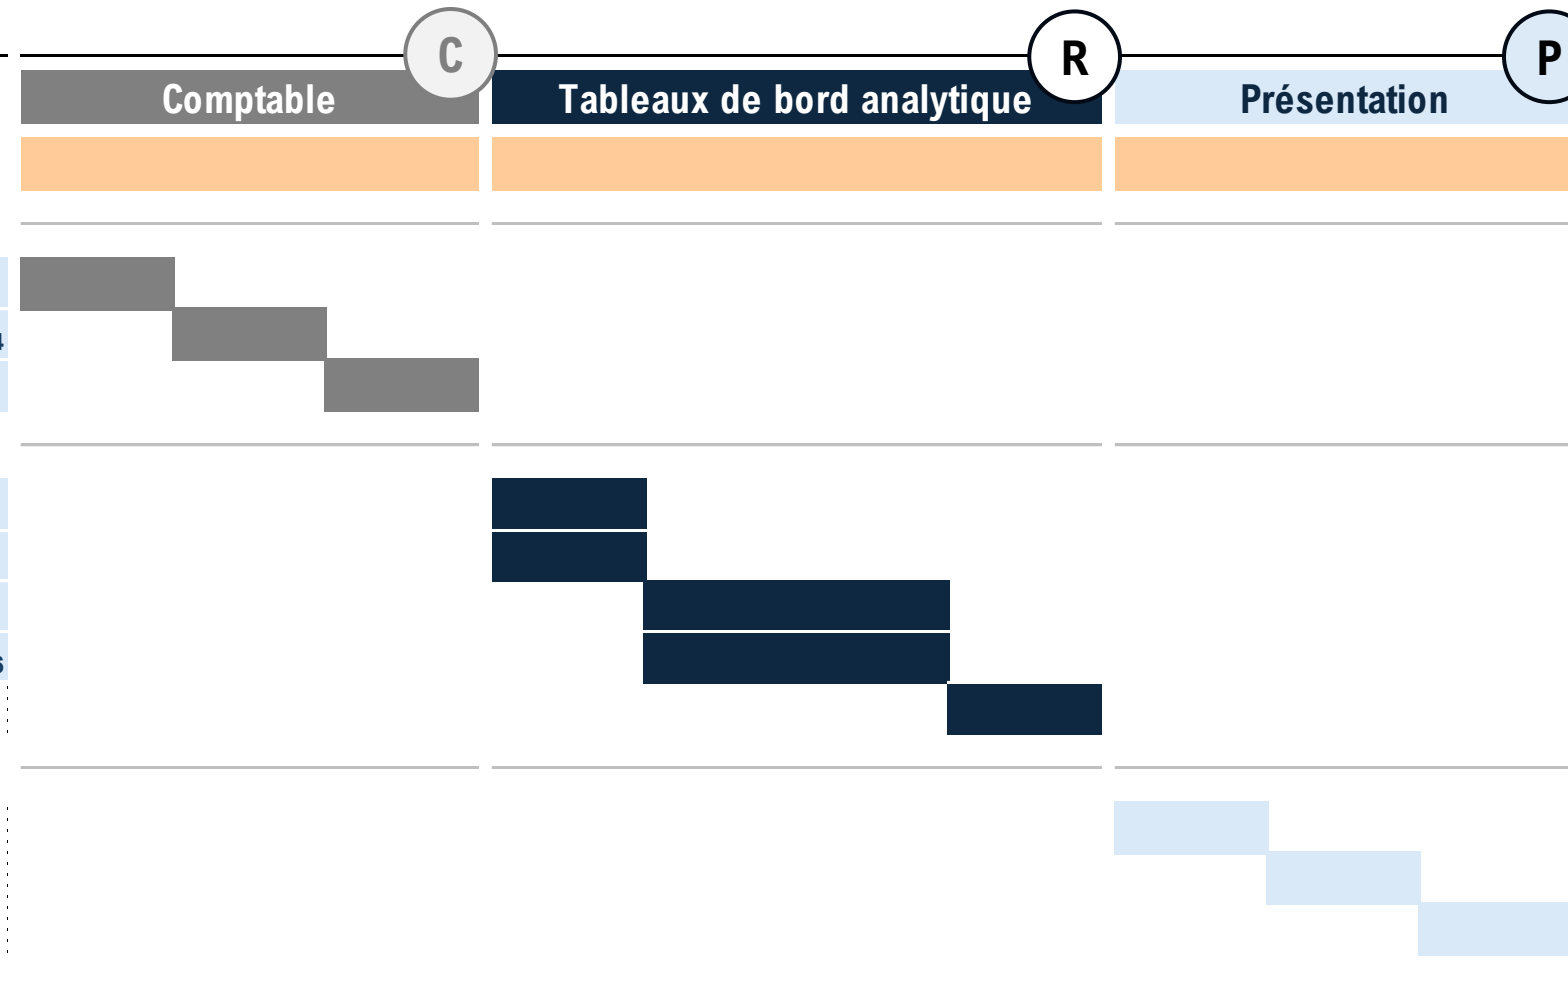 C
R
P
Comptable
Tableaux de bord analytique
Présentation